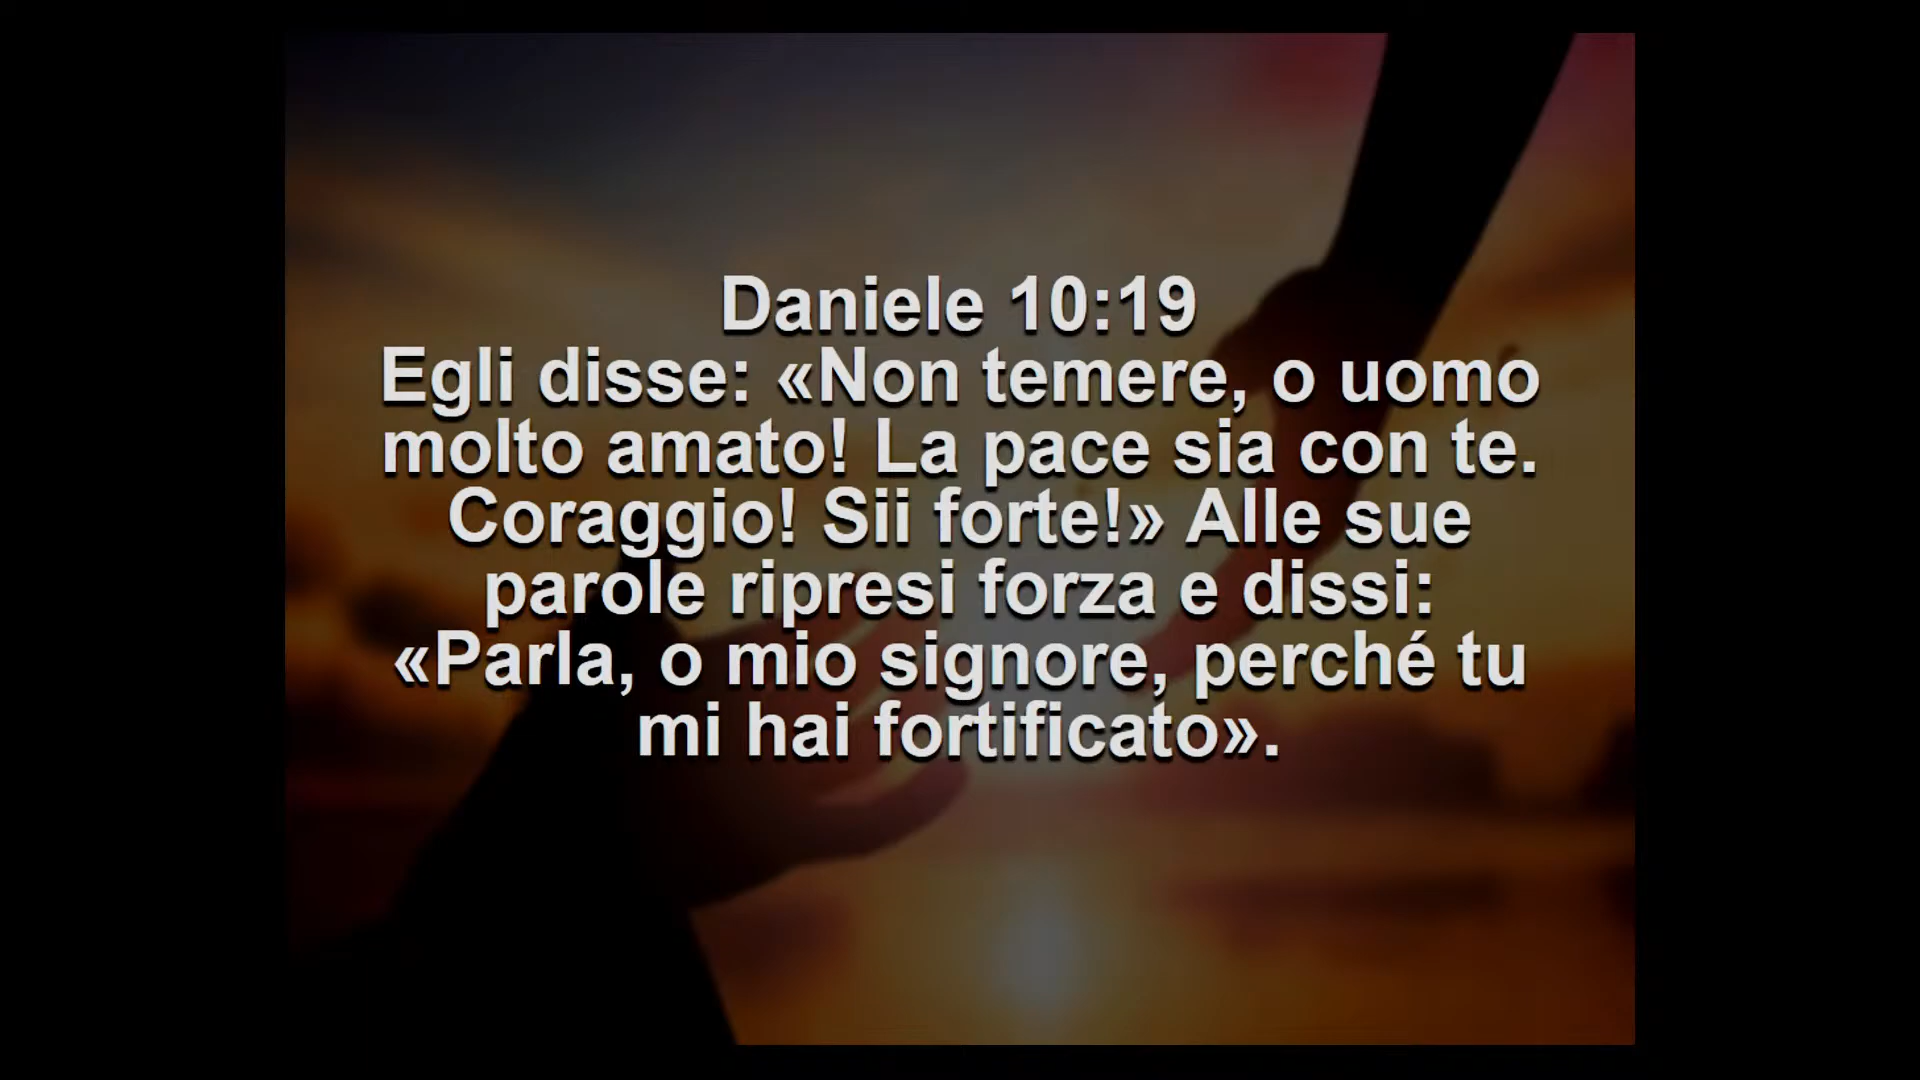 Daniele 10:19
Egli disse: «Non temere, o uomo
molto amato! La pace sia con te.
Coraggio! Sii forte!» Alle sue
parole ripresi forza e dissi:
«Parla, o mio signore, perché tu
mi hai fortificato».